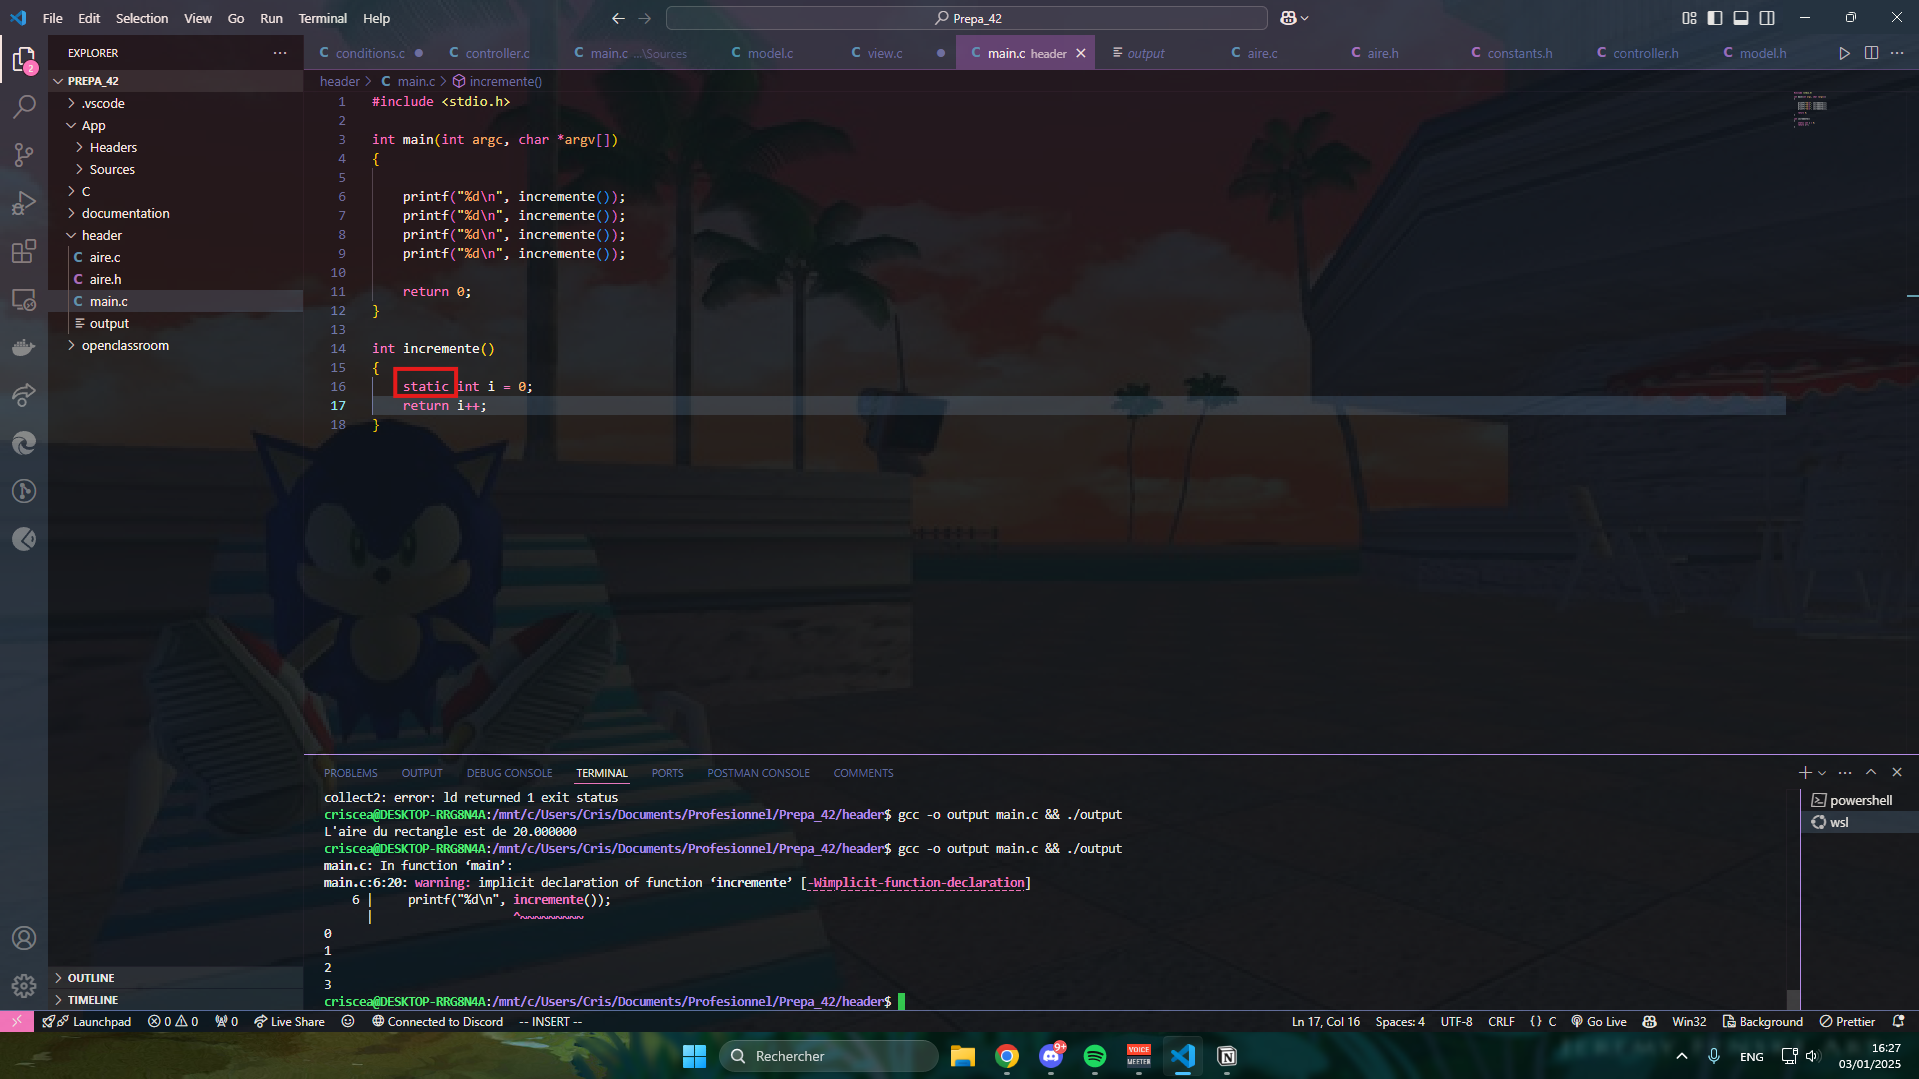 File Edit Selection View Go Run Terminal Help
Prepa_42
EXPLORER
PREPA_42
.vscode
App
Headers
Sources
C
documentation
header
C aire.c
C aire.h
C main.c
output
openclassroom
OUTLINE
TIMELINE
2
C conditions.c
C controller.c
C main.c ...\Sources
C model.c
C view.c
C main.c header
output
C aire.c
C aire.h
C constants.h
C controller.h
C model.h
header > C main.c > incremente()
1 #include <stdio.h>
2
3 int main(int argc, char *argv[])
4 {
5
6 printf("%d\n", incremente());
7 printf("%d\n", incremente());
8 printf("%d\n", incremente());
9 printf("%d\n", incremente());
10
11 return 0;
12 }
13
14 int incremente()
15 {
16 static int i = 0;
17 return i++;
18 }
PROBLEMS OUTPUT DEBUG CONSOLE TERMINAL PORTS POSTMAN CONSOLE COMMENTS
collect2: error: ld returned 1 exit status
criscea@DESKTOP-RRG8N4A:/mnt/c/Users/Cris/Documents/Profesionnel/Prepa_42/header$ gcc -o output main.c && ./output
L'aire du rectangle est de 20.000000
criscea@DESKTOP-RRG8N4A:/mnt/c/Users/Cris/Documents/Profesionnel/Prepa_42/header$ gcc -o output main.c && ./output
main.c: In function ‘main’:
main.c:6:20: warning: implicit declaration of function ‘incremente’ [-Wimplicit-function-declaration]
6 | printf("%d\n", incremente());
| ^~~~~~~~~~
0
1
2
3
criscea@DESKTOP-RRG8N4A:/mnt/c/Users/Cris/Documents/Profesionnel/Prepa_42/header$
powershell
wsl
Launchpad 0 0 0 Live Share Connected to Discord -- INSERT --
Ln 17, Col 16 Spaces: 4 UTF-8 CRLF {} C Go Live Win32 Background Prettier
Rechercher
9+
VOICE
MEETER
ENG
16:27
03/01/2025